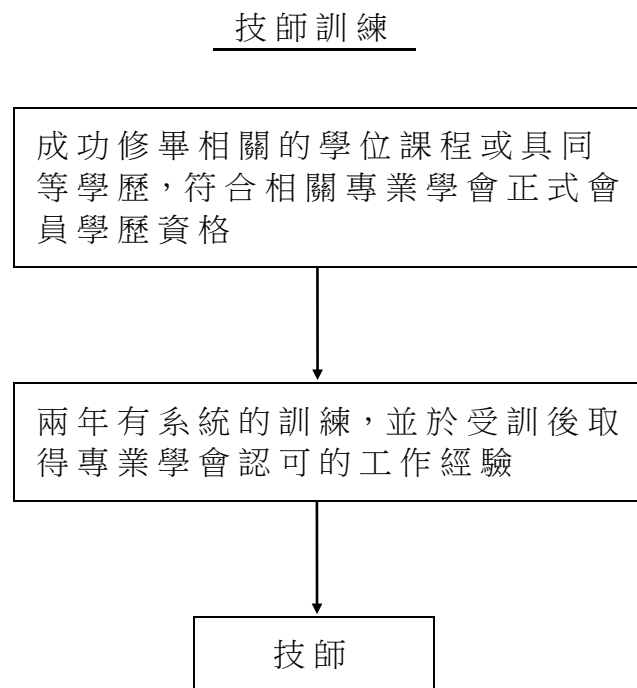 技師訓練
成功修畢相關的學位課程或具同
等學歷，符合相關專業學會正式會
員學歷資格
兩年有系統的訓練，並於受訓後取
得專業學會認可的工作經驗
技師